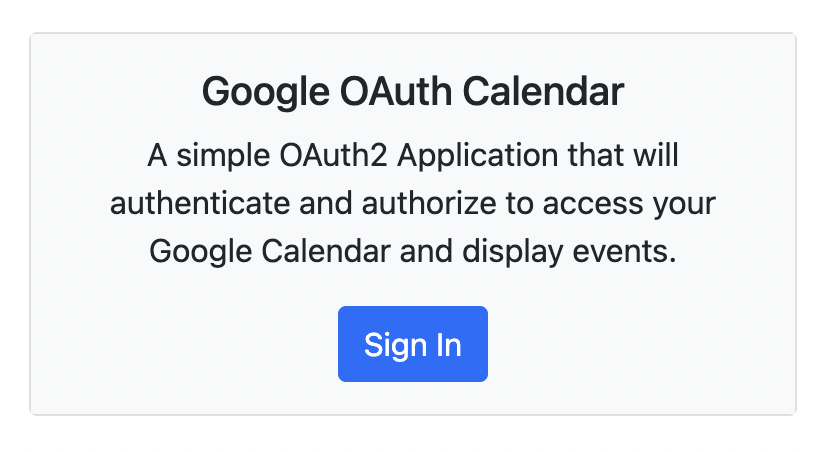 Google OAuth Calendar
A simple OAuth2 Application that will
authenticate and authorize to access your
Google Calendar and display events.
Sign In